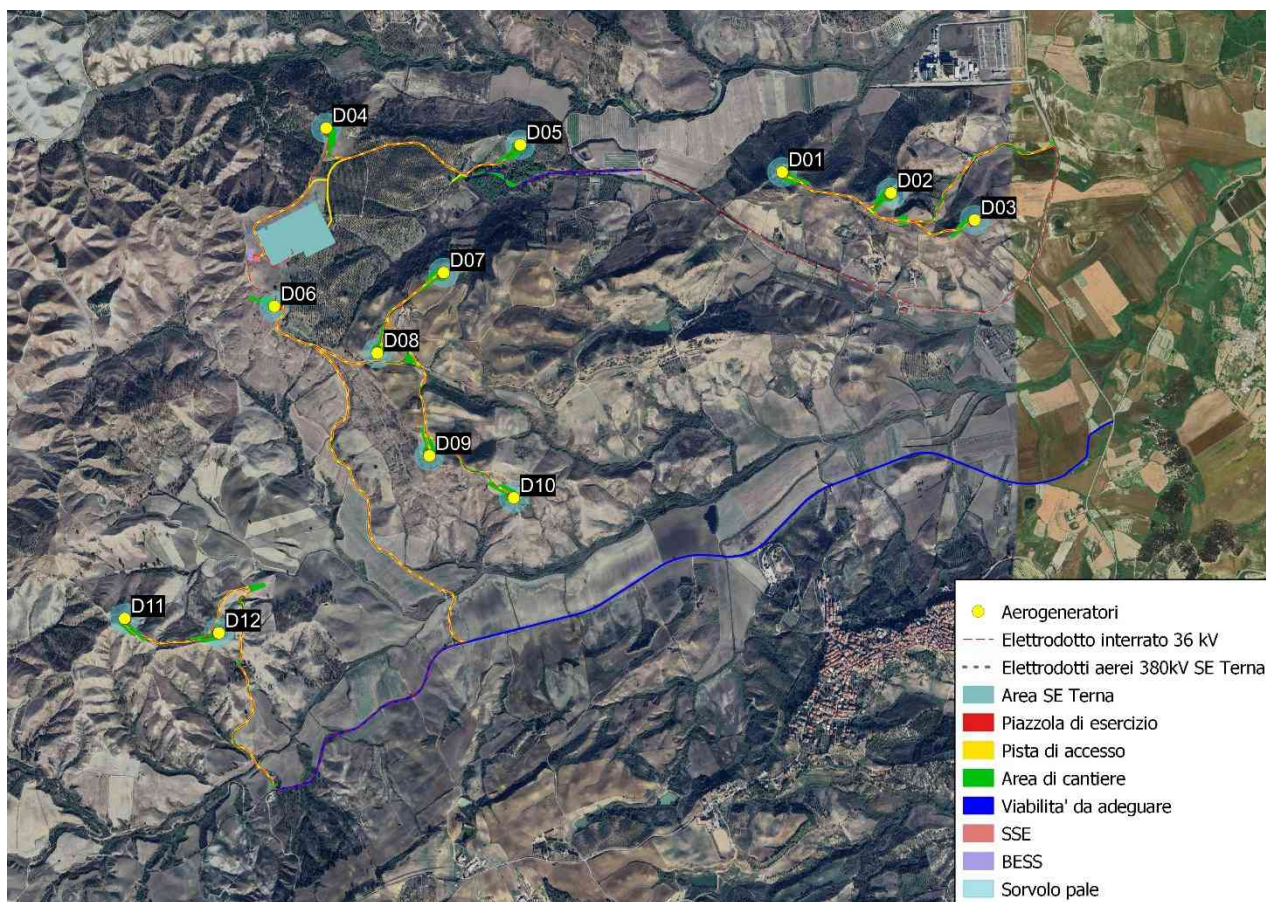 D04
D05
D01
D02
D03
D07
D06
D08
D09
D10
D11
D12
Aerogeneratori
Elettrodotto interrato 36 kV
Elettrodotti aerei 380kV SE Terna
Area SE Terna
Piazzola di esercizio
Pista di accesso
Area di cantiere
Viabilita' da adeguare
SSE
BESS
Sorvolo pale